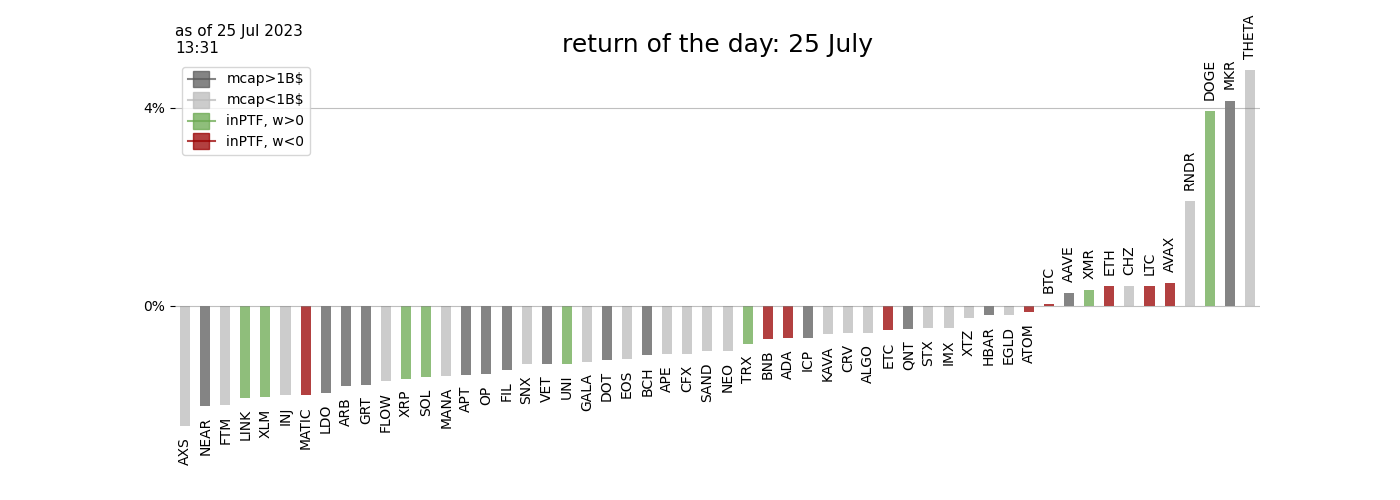 as of 25 Jul 2023
13:31
return of the day: 25 July
mcap>1B$
mcap<1B$
inPTF, w>0
inPTF, w<0
4%
0%
AXS
NEAR
FTM
LINK
XLM
INJ
MATIC
LDO
ARB
GRT
FLOW
XRP
SOL
MANA
APT
OP
FIL
SNX
VET
UNI
GALA
DOT
EOS
BCH
APE
CFX
SAND
NEO
TRX
BNB
ADA
ICP
KAVA
CRV
ALGO
ETC
QNT
STX
IMX
XTZ
HBAR
EGLD
ATOM
BTC
AAVE
XMR
ETH
CHZ
LTC
AVAX
RNDR
DOGE
MKR
THETA